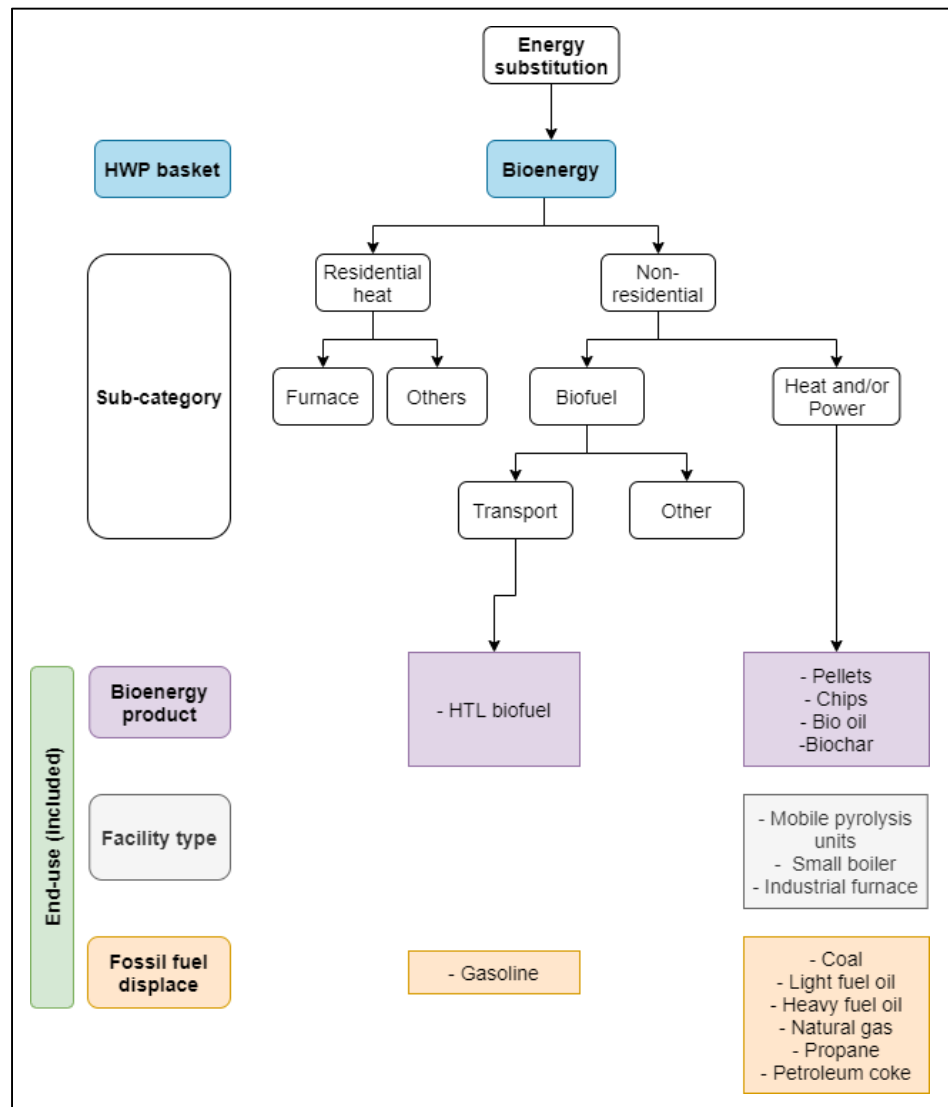 Energy
substitution
HWP basket
Bioenergy
Residential
heat
Non-
residential
Sub-category
Furnace
Others
Biofuel
Heat and/or
Power
Transport
Other
End-use (Included)
Bioenergy
product
- HTL biofuel
- Pellets
- Chips
- Bio oil
-Biochar
Facility type
- Mobile pyrolysis
units
- Small boiler
- Industrial furnace
Fossil fuel
displace
- Gasoline
- Coal
- Light fuel oil
- Heavy fuel oil
- Natural gas
- Propane
- Petroleum coke